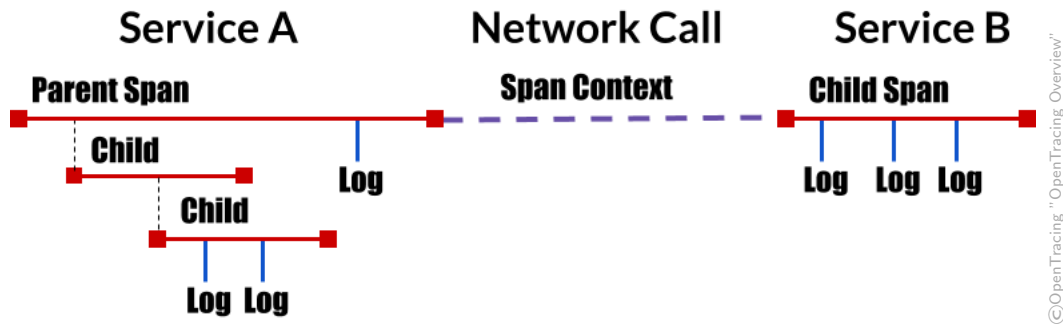 Service A
Network Call
Service B
Parent Span
Span Context
Child Span
Child
Log
Log
Log
Log
Child
Log
Log
©OpenTracing " OpenTracing Overview"